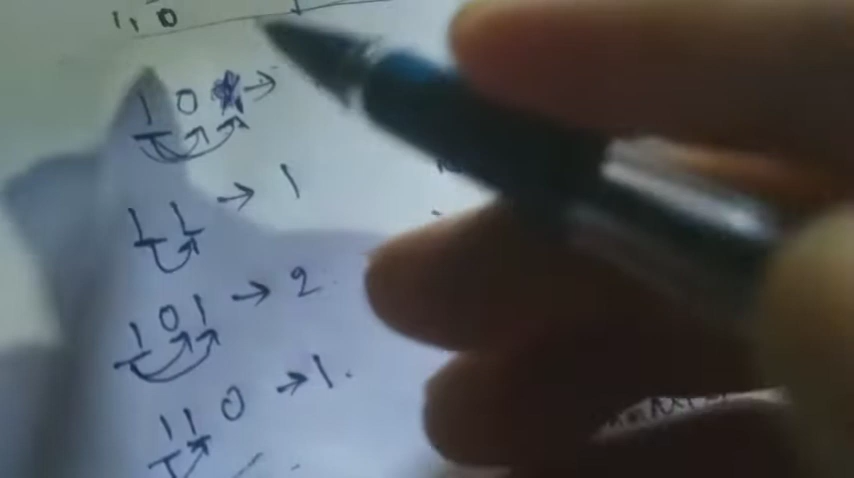 1, 0
1 0 →
1 1 → 1
1 0 1 → 2
1 1 0 → 1.